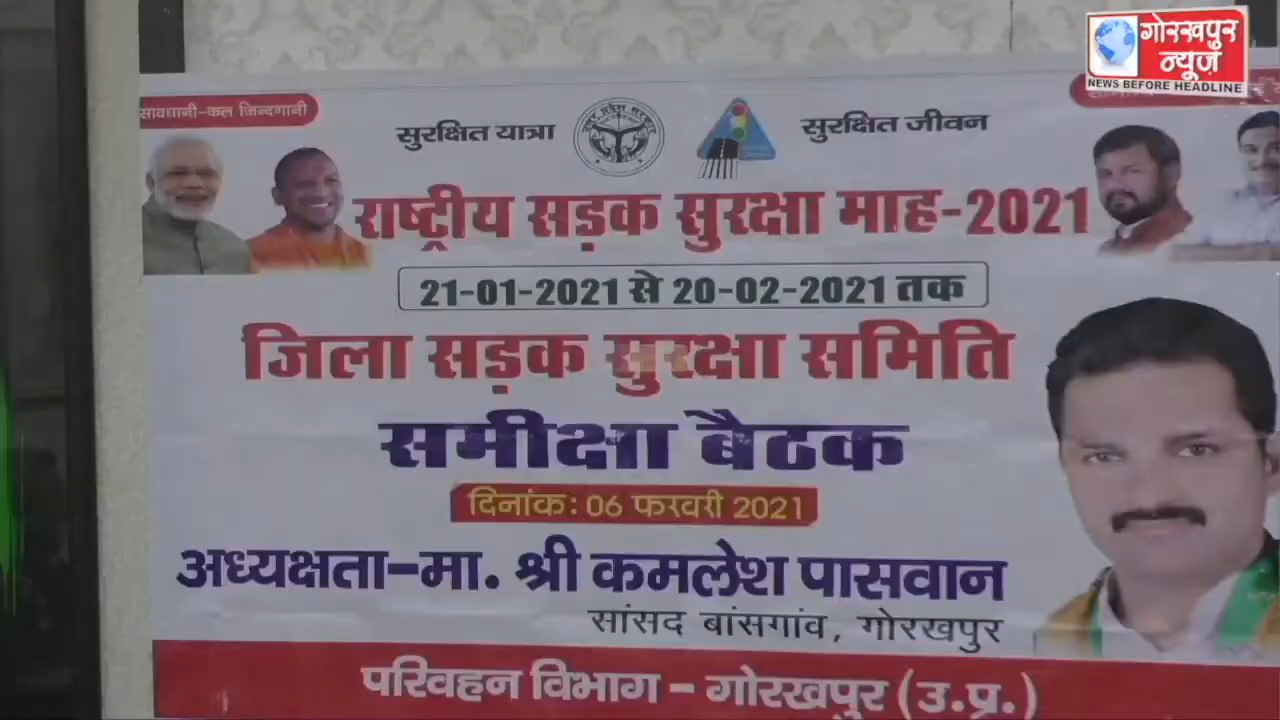 गोरखपुर
न्यूज़
NEWS BEFORE HEADLINE
सावधानी-कल जिन्दगानी
सुरक्षित यात्रा
सुरक्षित जीवन
राष्ट्रीय सड़क सुरक्षा माह-2021
21-01-2021 से 20-02-2021 तक
जिला सड़क सुरक्षा समिति
समीक्षा बैठक
दिनांक: 06 फरवरी 2021
अध्यक्षता-मा. श्री कमलेश पासवान
सांसद बांसगांव, गोरखपुर
परिवहन विभाग - गोरखपुर (उ.प्र.)